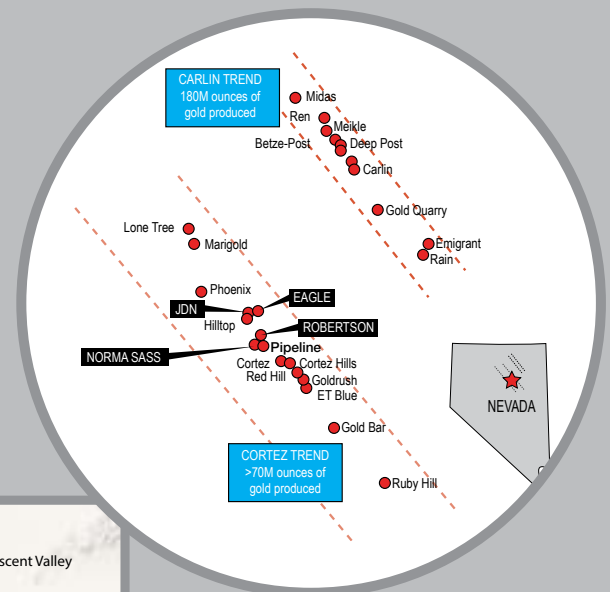 CARLIN TREND
180M ounces of
gold produced
Midas
Ren
Meikle
Betze-Post
Deep Post
Carlin
Gold Quarry
Emigrant
Rain
Lone Tree
Marigold
Phoenix
EAGLE
JDN
Hilltop
ROBERTSON
Pipeline
NORMA SASS
Cortez
Cortez Hills
Red Hill
Goldrush
ET Blue
Gold Bar
NEVADA
CORTEZ TREND
>70M ounces of
gold produced
Ruby Hill
scent Valley